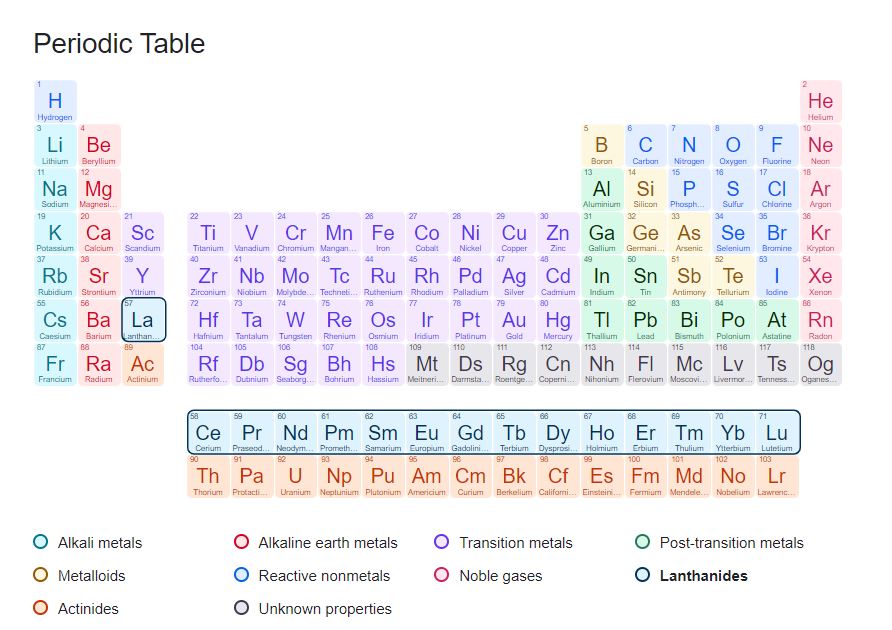 Periodic Table
1 2
H He
Hydrogen Helium
3 4 5 6 7 8 9 10
Li Be B C N O F Ne
Lithium Beryllium Boron Carbon Nitrogen Oxygen Fluorine Neon
11 12 13 14 15 16 17 18
Na Mg Al Si P S Cl Ar
Sodium Magnesi... Aluminium Silicon Phosph... Sulfur Chlorine Argon
19 20 21 22 23 24 25 26 27 28 29 30 31 32 33 34 35 36
K Ca Sc Ti V Cr Mn Fe Co Ni Cu Zn Ga Ge As Se Br Kr
Potassium Calcium Scandium Titanium Vanadium Chromium Mangan... Iron Cobalt Nickel Copper Zinc Gallium Germani... Arsenic Selenium Bromine Krypton
37 38 39 40 41 42 43 44 45 46 47 48 49 50 51 52 53 54
Rb Sr Y Zr Nb Mo Tc Ru Rh Pd Ag Cd In Sn Sb Te I Xe
Rubidium Strontium Yttrium Zirconium Niobium Molybde... Techneti... Ruthenium Rhodium Palladium Silver Cadmium Indium Tin Antimony Tellurium Iodine Xenon
55 56 57 72 73 74 75 76 77 78 79 80 81 82 83 84 85 86
Cs Ba La Hf Ta W Re Os Ir Pt Au Hg Tl Pb Bi Po At Rn
Caesium Barium Lanthan... Hafnium Tantalum Tungsten Rhenium Osmium Iridium Platinum Gold Mercury Thallium Lead Bismuth Polonium Astatine Radon
87 88 89 104 105 106 107 108 109 110 111 112 113 114 115 116 117 118
Fr Ra Ac Rf Db Sg Bh Hs Mt Ds Rg Cn Nh Fl Mc Lv Ts Og
Francium Radium Actinium Rutherfo... Dubnium Seaborg... Bohrium Hassium Meitneri... Darmsta... Roentge... Coperni... Nihonium Flerovium Moscovi... Livermor... Tenness... Oganes...
58 59 60 61 62 63 64 65 66 67 68 69 70 71
Ce Pr Nd Pm Sm Eu Gd Tb Dy Ho Er Tm Yb Lu
Cerium Praseod... Neodym... Prometh... Samarium Europium Gadolini... Terbium Dysprosi... Holmium Erbium Thulium Ytterbium Lutetium
90 91 92 93 94 95 96 97 98 99 100 101 102 103
Th Pa U Np Pu Am Cm Bk Cf Es Fm Md No Lr
Thorium Protacti... Uranium Neptunium Plutonium Americium Curium Berkelium Californi... Einsteini... Fermium Mendele... Nobelium Lawrenc...
Alkali metals Alkaline earth metals Transition metals Post-transition metals
Metalloids Reactive nonmetals Noble gases Lanthanides
Actinides Unknown properties